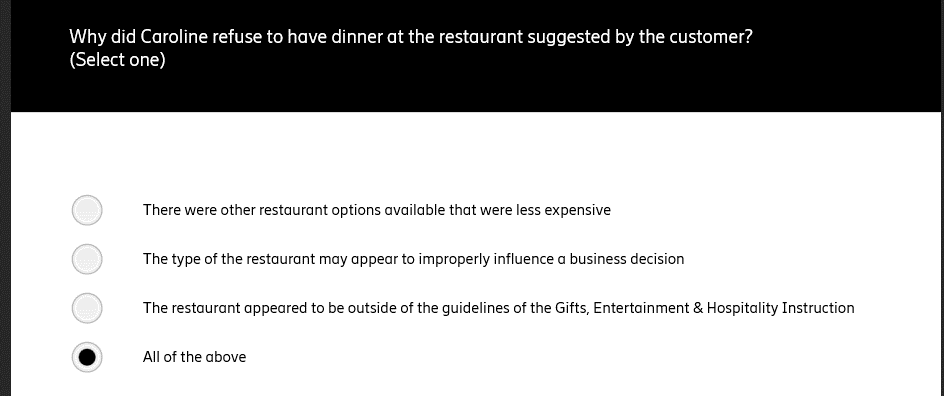 Why did Caroline refuse to have dinner at the restaurant suggested by the customer?
(Select one)
There were other restaurant options available that were less expensive
The type of the restaurant may appear to improperly influence a business decision
The restaurant appeared to be outside of the guidelines of the Gifts, Entertainment & Hospitality Instruction
All of the above